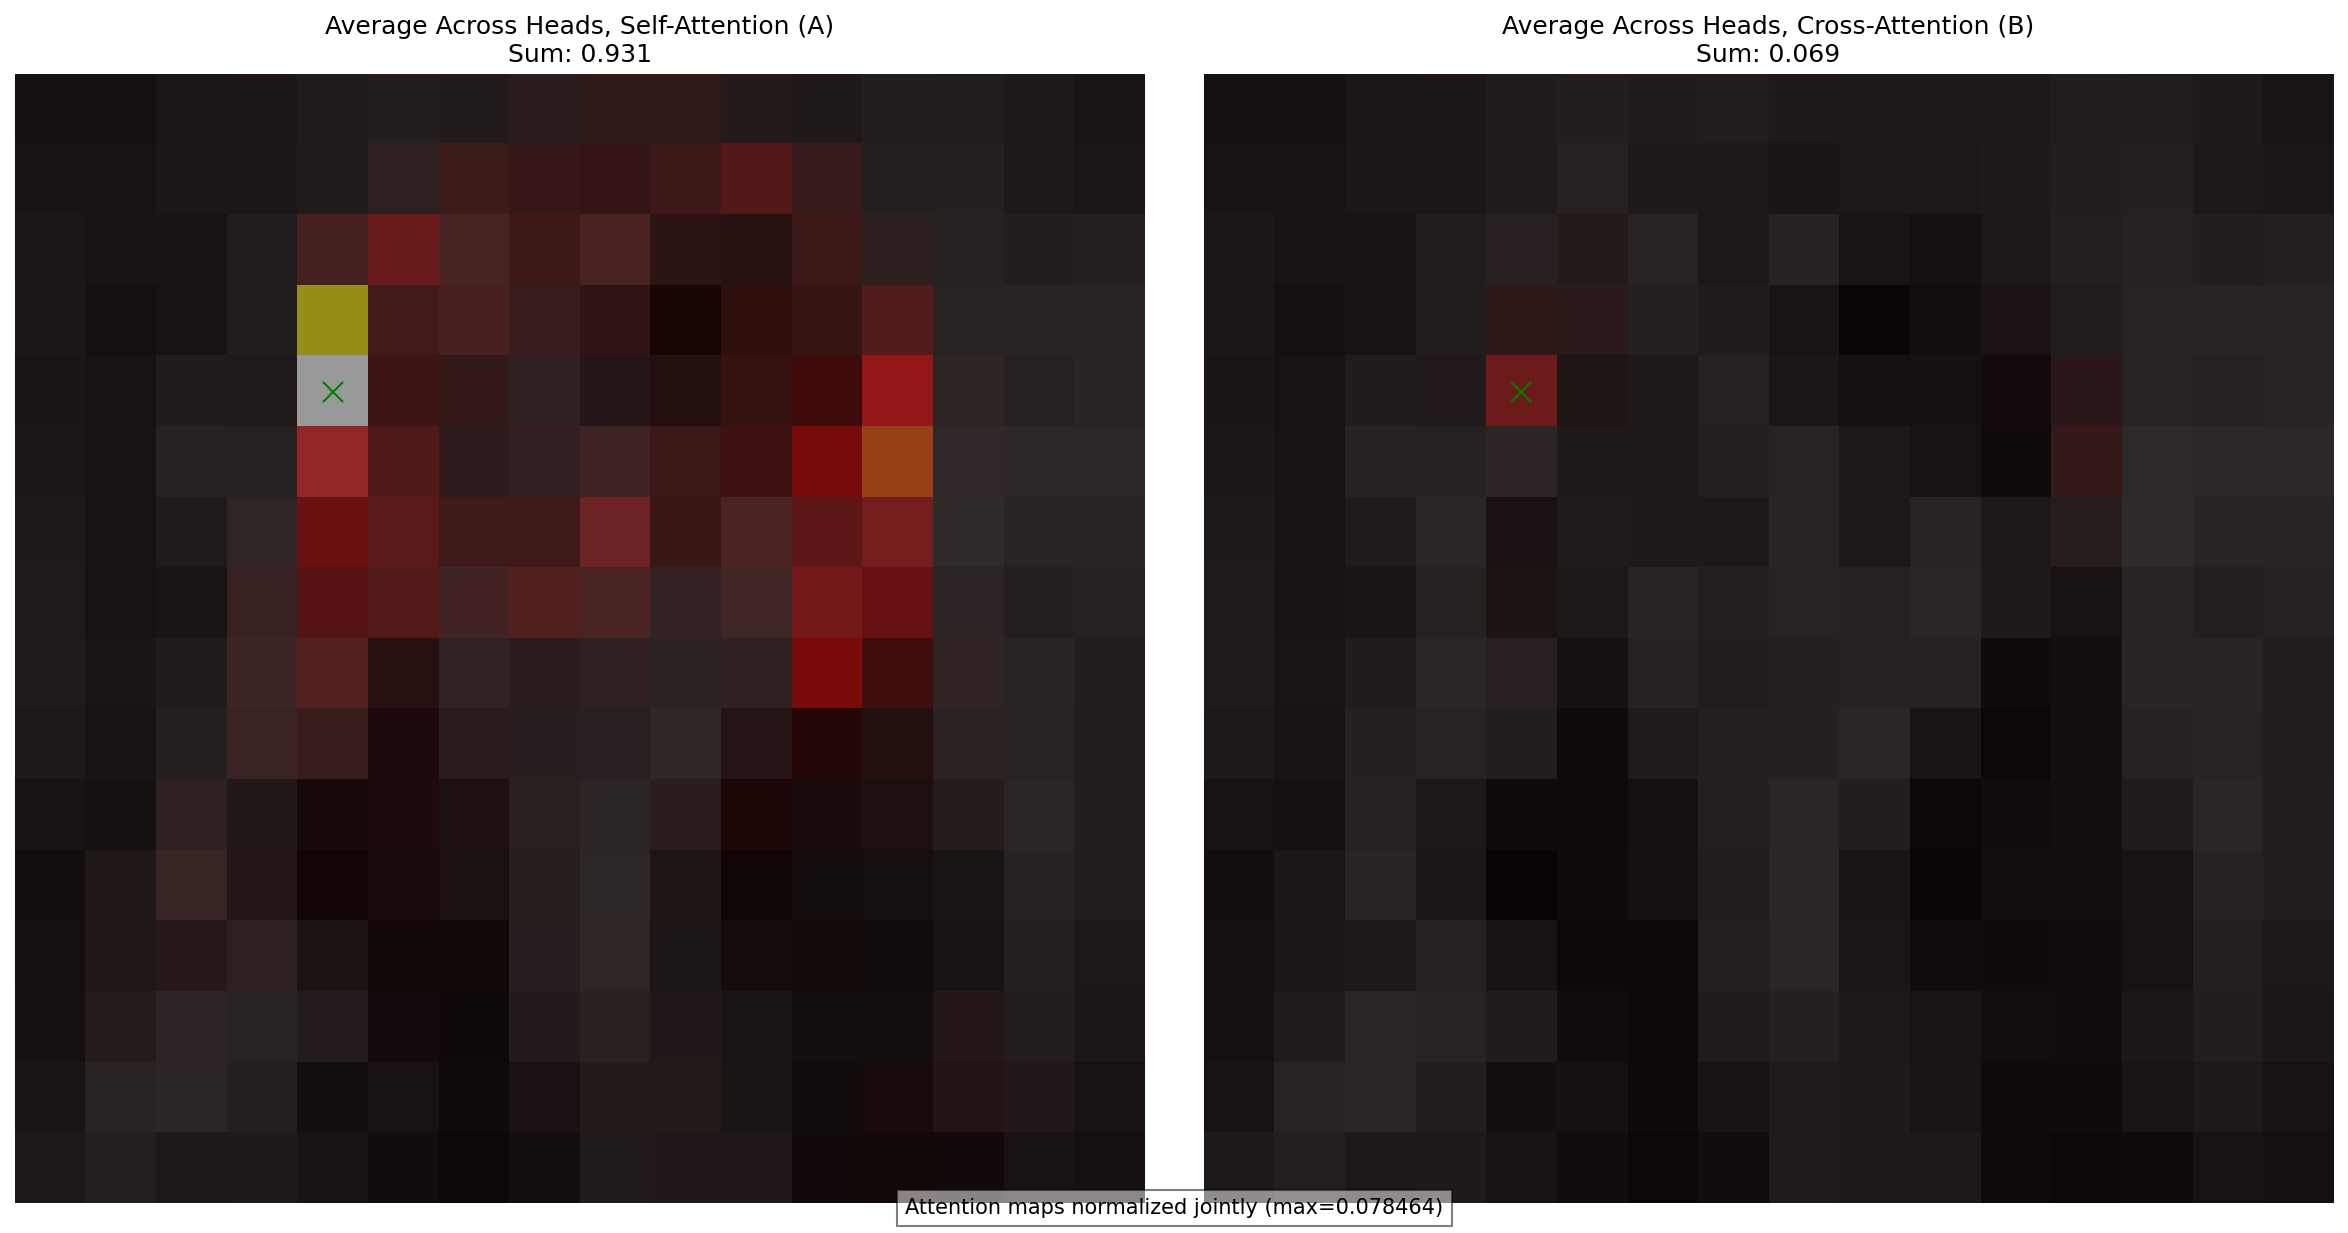 Average Across Heads, Self-Attention (A)
Sum: 0.931
Average Across Heads, Cross-Attention (B)
Sum: 0.069
Attention maps normalized jointly (max=0.078464)